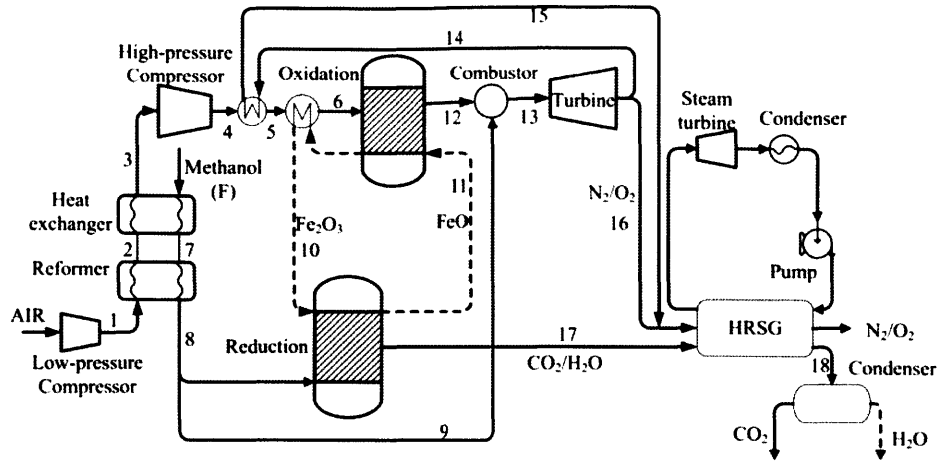 15
14
High-pressure
Compressor
Oxidation
Combustor
Turbine
W
M
4
5
6
12
13
Steam
turbine
Condenser
3
Methanol
(F)
11
N₂/O₂
16
Heat
exchanger
Fe₂O₃
10
FeO
2
7
Pump
Reformer
AIR
1
8
Low-pressure
Compressor
Reduction
17
CO₂/H₂O
HRSG
N₂/O₂
18
Condenser
9
CO₂
H₂O